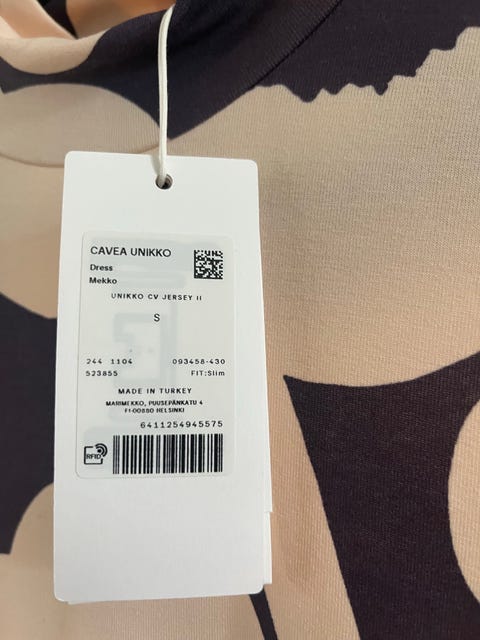 CAVEA UNIKKO
Dress
Mekko
UNIKKO CV JERSEY II
S
244 1104 093458-430
523855 FIT:Slim
MADE IN TURKEY
MARIMEKKO, PUUSEPÄNKATU 4
FI-00880 HELSINKI
6411254945575
RFID